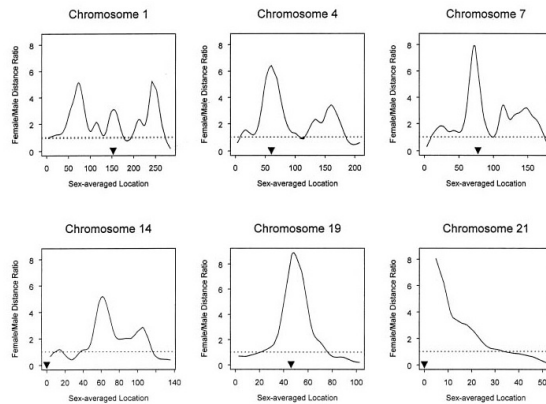 Chromosome 1
Chromosome 4
Chromosome 7
Female/Male Distance Ratio
8
6
4
2
0
0 50 100 150 200 250
Sex-averaged Location
Female/Male Distance Ratio
8
6
4
2
0
0 50 100 150 200
Sex-averaged Location
Female/Male Distance Ratio
8
6
4
2
0
0 50 100 150
Sex-averaged Location
Chromosome 14
Chromosome 19
Chromosome 21
Female/Male Distance Ratio
8
6
4
2
0
0 20 60 100 140
Sex-averaged Location
Female/Male Distance Ratio
8
6
4
2
0
0 20 40 60 80 100
Sex-averaged Location
Female/Male Distance Ratio
8
6
4
2
0
0 10 20 30 40 50
Sex-averaged Location